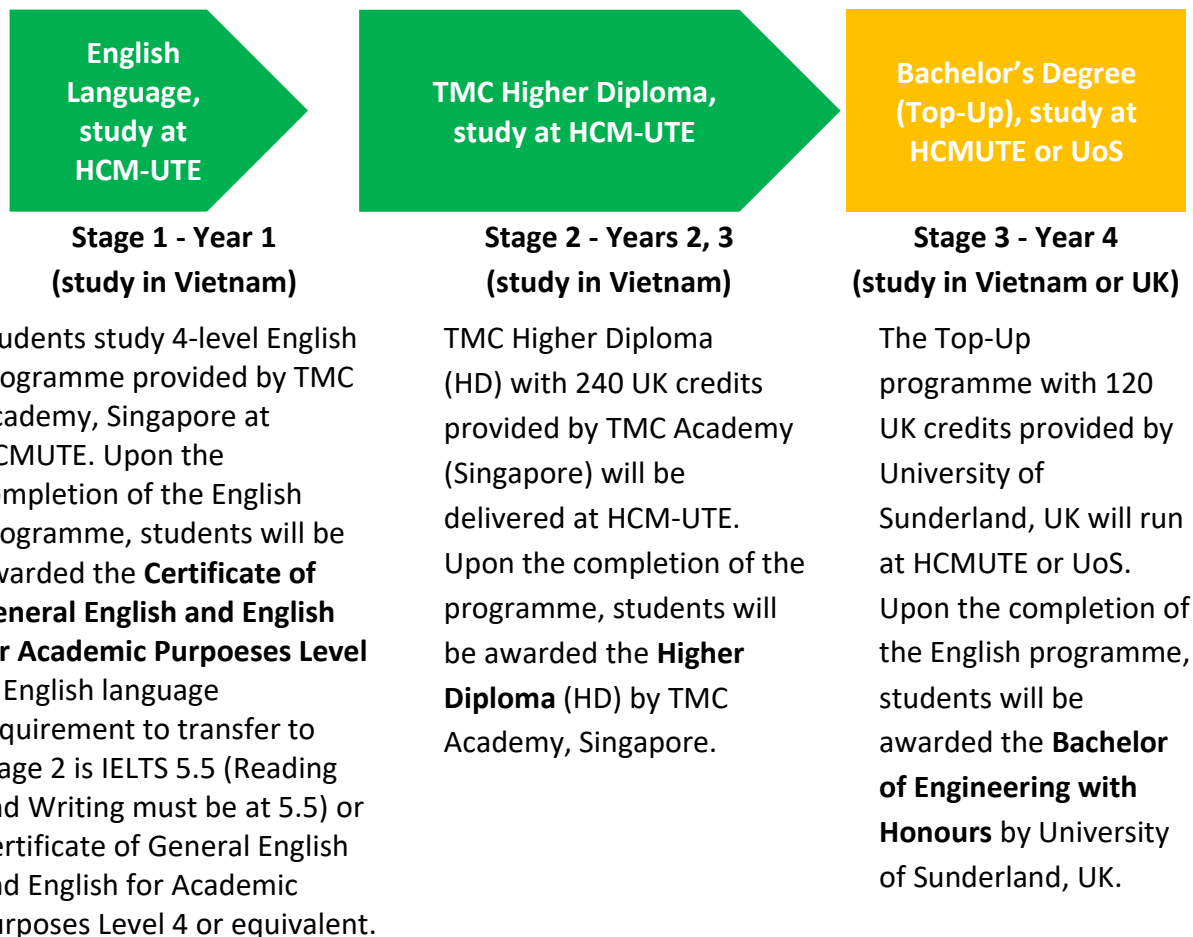 English
Language,
study at
HCM-UTE
TMC Higher Diploma,
study at HCM-UTE
Bachelor’s Degree
(Top-Up), study at
HCMUTE or UoS
Stage 1 - Year 1
(study in Vietnam)
udents study 4-level English
ogramme provided by TMC
cademy, Singapore at
CMUTE. Upon the
ompletion of the English
ogramme, students will be
warded the Certificate of
eneral English and English
r Academic Purpoeses Level
English language
quirement to transfer to
age 2 is IELTS 5.5 (Reading
nd Writing must be at 5.5) or
ertificate of General English
nd English for Academic
urposes Level 4 or equivalent.
Stage 2 - Years 2, 3
(study in Vietnam)
TMC Higher Diploma
(HD) with 240 UK credits
provided by TMC Academy
(Singapore) will be
delivered at HCM-UTE.
Upon the completion of the
programme, students will
be awarded the Higher
Diploma (HD) by TMC
Academy, Singapore.
Stage 3 - Year 4
(study in Vietnam or UK)
The Top-Up
programme with 120
UK credits provided by
University of
Sunderland, UK will run
at HCMUTE or UoS.
Upon the completion of
the English programme,
students will be
awarded the Bachelor
of Engineering with
Honours by University
of Sunderland, UK.